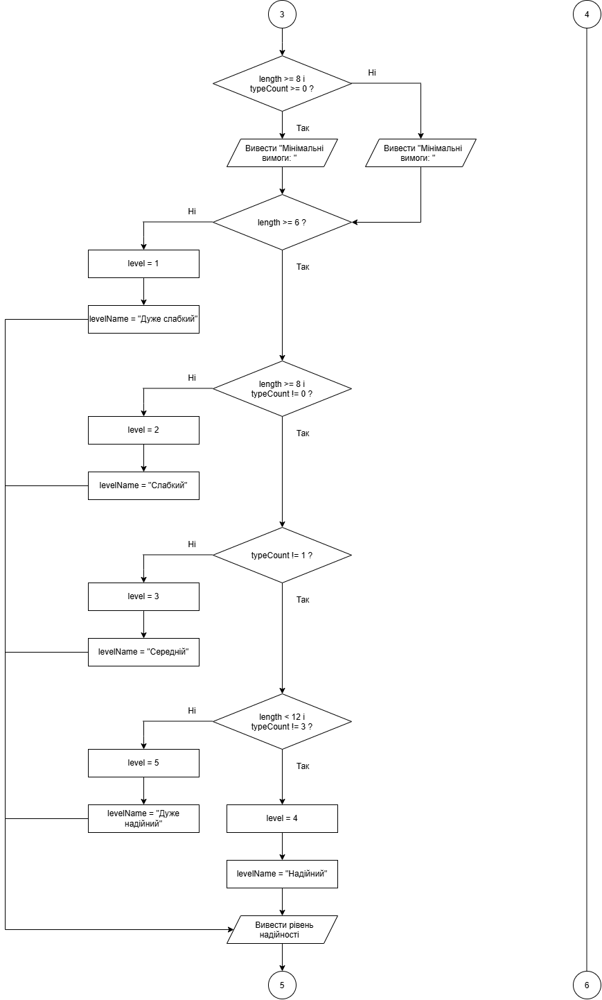 3
4
length >= 8 і
typeCount >= 0 ?
Ні
Так
Вивести "Мінімальні
вимоги: "
Вивести "Мінімальні
вимоги: "
Ні
length >= 6 ?
level = 1
Так
levelName = "Дуже слабкий"
Ні
length >= 8 і
typeCount != 0 ?
level = 2
Так
levelName = "Слабкий"
Ні
typeCount != 1 ?
level = 3
Так
levelName = "Середній"
Ні
length < 12 і
typeCount != 3 ?
level = 5
Так
levelName = "Дуже
надійний"
level = 4
levelName = "Надійний"
Вивести рівень
надійності
5
6